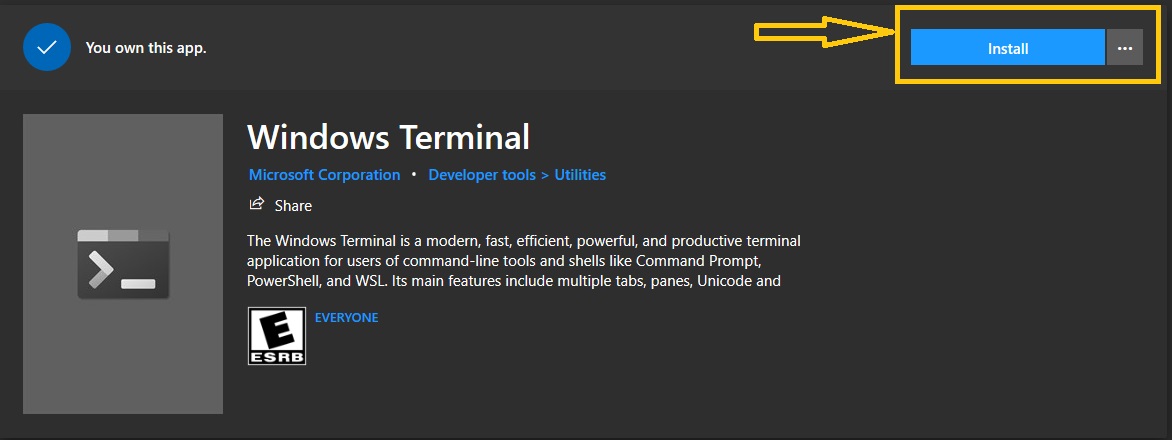 You own this app.
Install
...
Windows Terminal
Microsoft Corporation • Developer tools > Utilities
Share
The Windows Terminal is a modern, fast, efficient, powerful, and productive terminal
application for users of command-line tools and shells like Command Prompt,
PowerShell, and WSL. Its main features include multiple tabs, panes, Unicode and
E
ESRB
EVERYONE